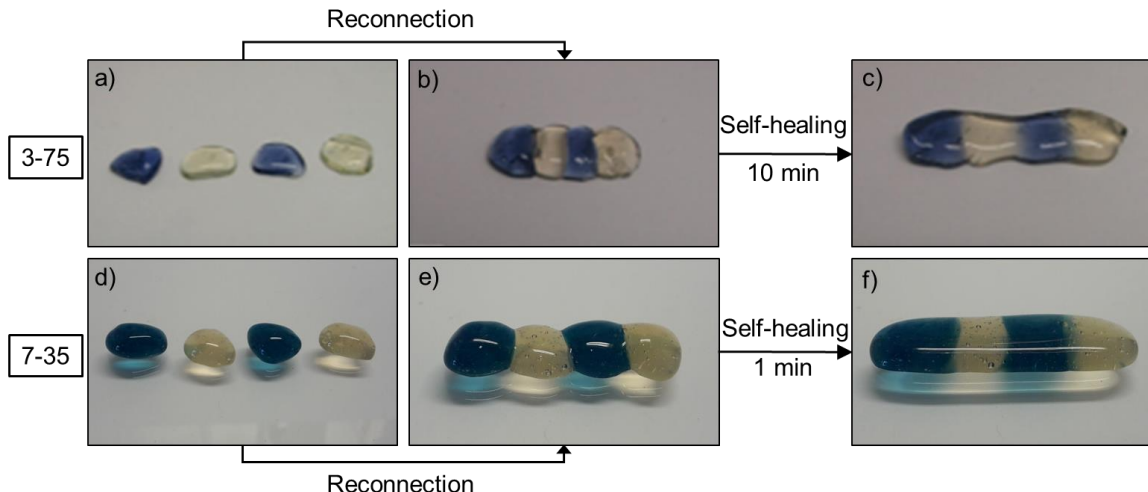 Reconnection
a)
b)
c)
3-75
Self-healing
10 min
d)
e)
f)
7-35
Self-healing
1 min
Reconnection